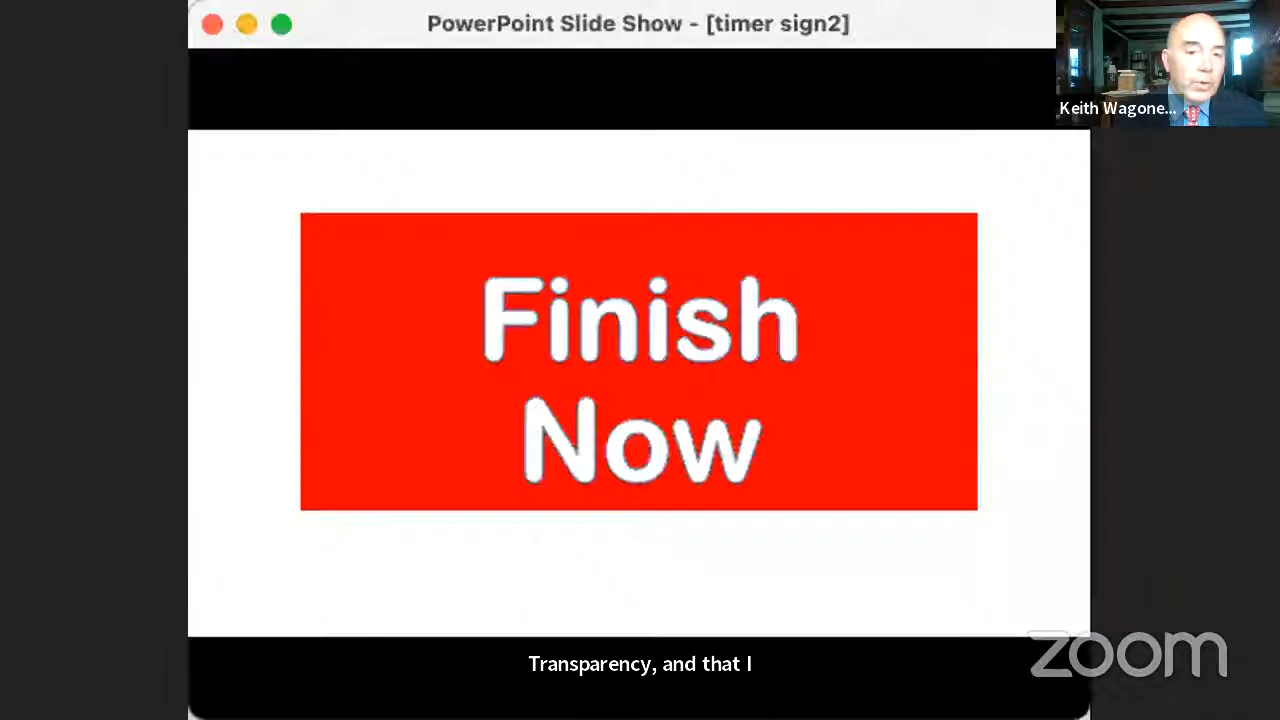 PowerPoint Slide Show - [timer sign2]
Keith Wagone...
Finish
Now
Transparency, and that I
zoom